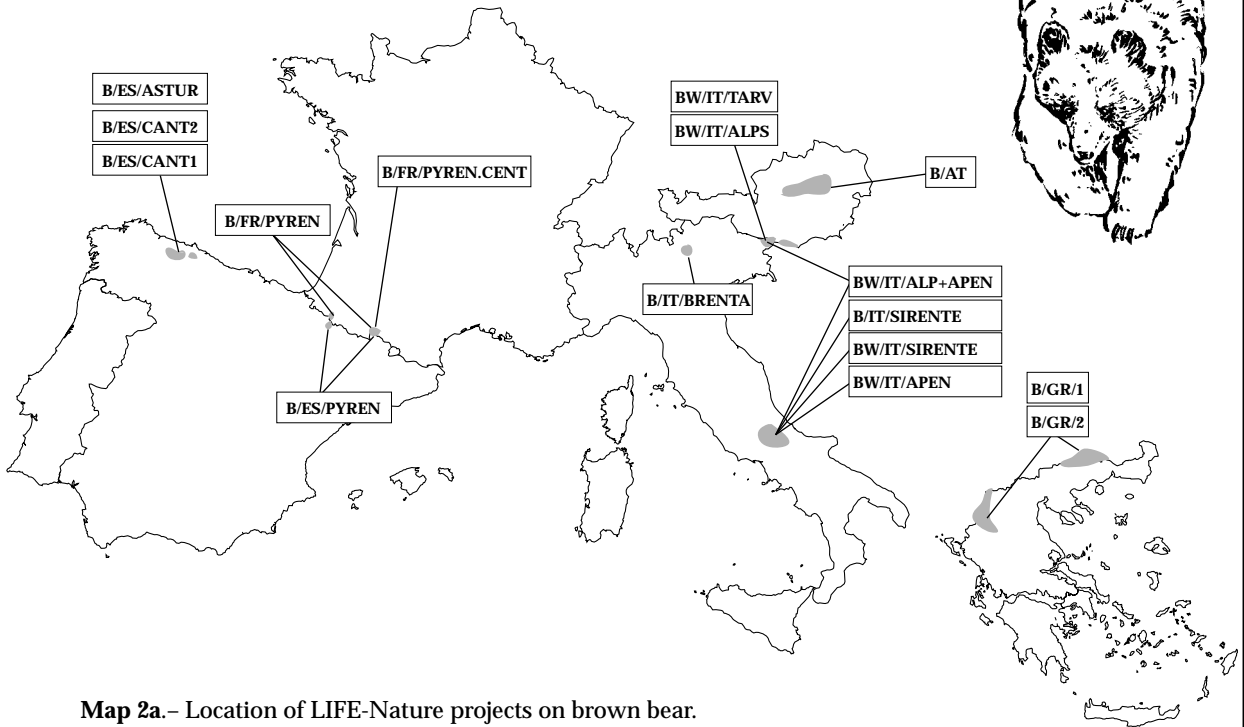 B/ES/ASTUR
B/ES/CANT2
B/ES/CANT1
B/FR/PYREN
B/FR/PYREN.CENT
B/ES/PYREN
BW/IT/TARV
BW/IT/ALPS
B/AT
B/IT/BRENTA
BW/IT/ALP+APEN
B/IT/SIRENTE
BW/IT/SIRENTE
BW/IT/APEN
B/GR/1
B/GR/2
Map 2a.– Location of LIFE-Nature projects on brown bear.